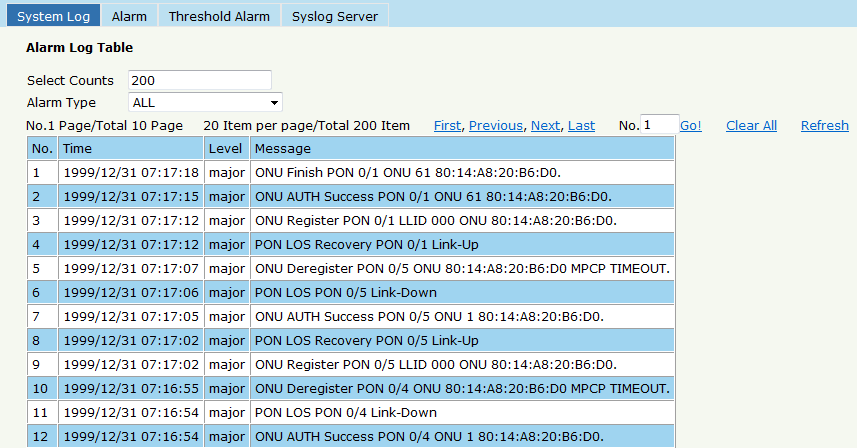 System Log Alarm Threshold Alarm Syslog Server
Alarm Log Table
Select Counts 200
Alarm Type ALL
No.1 Page/Total 10 Page 20 Item per page/Total 200 Item First, Previous, Next, Last No. 1 Go! Clear All Refresh
No. Time Level Message
1 1999/12/31 07:17:18 major ONU Finish PON 0/1 ONU 61 80:14:A8:20:B6:D0.
2 1999/12/31 07:17:15 major ONU AUTH Success PON 0/1 ONU 61 80:14:A8:20:B6:D0.
3 1999/12/31 07:17:12 major ONU Register PON 0/1 LLID 000 ONU 80:14:A8:20:B6:D0.
4 1999/12/31 07:17:12 major PON LOS Recovery PON 0/1 Link-Up
5 1999/12/31 07:17:07 major ONU Deregister PON 0/5 ONU 80:14:A8:20:B6:D0 MPCP TIMEOUT.
6 1999/12/31 07:17:06 major PON LOS PON 0/5 Link-Down
7 1999/12/31 07:17:05 major ONU AUTH Success PON 0/5 ONU 1 80:14:A8:20:B6:D0.
8 1999/12/31 07:17:02 major PON LOS Recovery PON 0/5 Link-Up
9 1999/12/31 07:17:02 major ONU Register PON 0/5 LLID 000 ONU 80:14:A8:20:B6:D0.
10 1999/12/31 07:16:55 major ONU Deregister PON 0/4 ONU 80:14:A8:20:B6:D0 MPCP TIMEOUT.
11 1999/12/31 07:16:54 major PON LOS PON 0/4 Link-Down
12 1999/12/31 07:16:54 major ONU AUTH Success PON 0/4 ONU 1 80:14:A8:20:B6:D0.